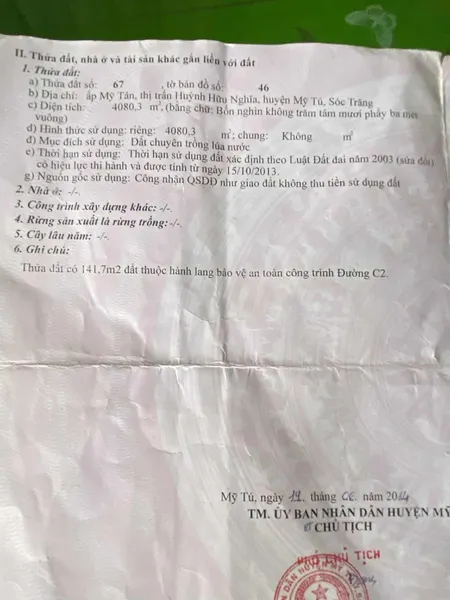 II. Thửa đất, nhà ở và tài sản khác gắn liền với đất
1. Thửa đất:
a) Thửa đất số: 67 , tờ bản đồ số: 46
b) Địa chỉ: ấp Mỹ Tân, thị trấn Huỳnh Hữu Nghĩa, huyện Mỹ Tú, Sóc Trăng
c) Diện tích: 4080,3 m², (bằng chữ: Bốn nghìn không trăm tám mươi phẩy ba mét
vuông)
d) Hình thức sử dụng: riêng: 4080,3 m²; chung: Không m²
đ) Mục đích sử dụng: Đất chuyên trồng lúa nước
e) Thời hạn sử dụng: Thời hạn sử dụng đất xác định theo Luật Đất đai năm 2003 (sửa đổi)
có hiệu lực thi hành và được tính từ ngày 15/10/2013.
g) Nguồn gốc sử dụng: Công nhận QSDĐ như giao đất không thu tiền sử dụng đất
2. Nhà ở: -/-.
3. Công trình xây dựng khác: -/-.
4. Rừng sản xuất là rừng trồng: -/-.
5. Cây lâu năm: -/-.
6. Ghi chú:
Thửa đất có 141,7m2 đất thuộc hành lang bảo vệ an toàn công trình Đường C2.
Mỹ Tú, ngày 12 tháng 06 năm 2014
TM. ỦY BAN NHÂN DÂN HUYỆN MỸ
CHỦ TỊCH
PHÓ CHỦ TỊCH